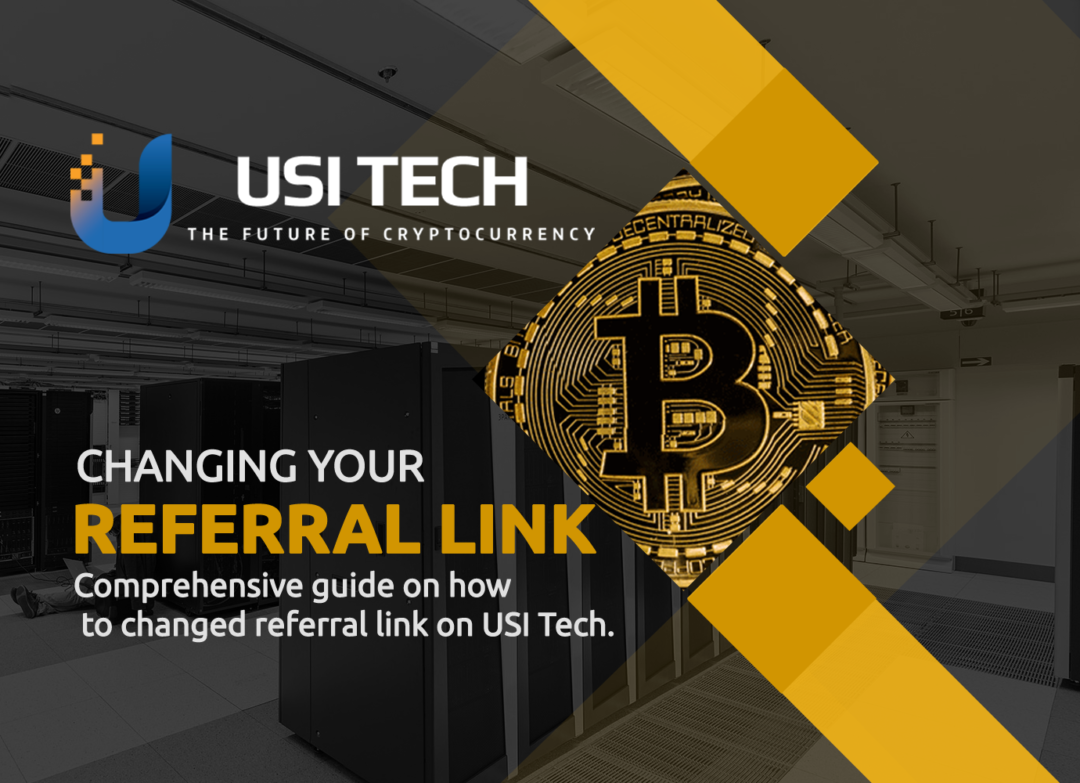 USI TECH
THE FUTURE OF CRYPTOCURRENCY
DECENTRALIZED
CHANGING YOUR
REFERRAL LINK
Comprehensive guide on how
to changed referral link on USI Tech.